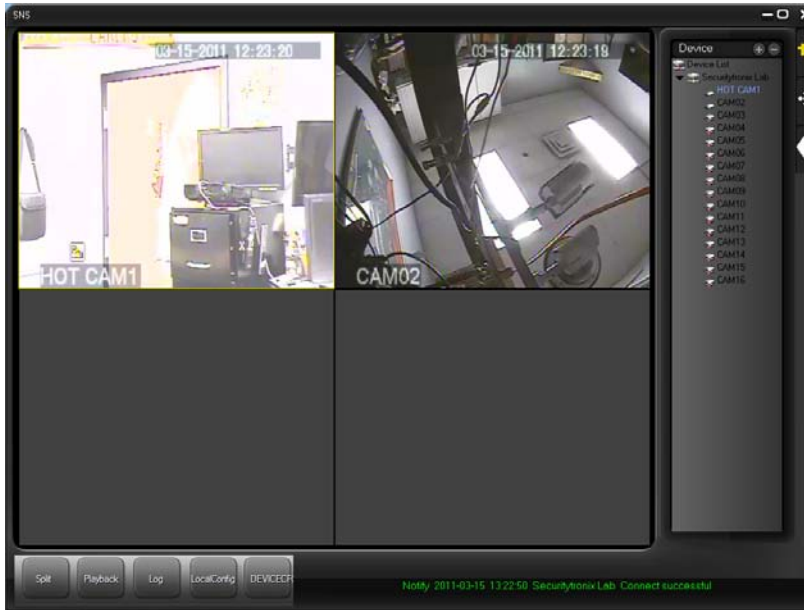 SNS
03-15-2011 12:23:20
HOT CAM1
03-15-2011 12:23:19
CAM02
Device
Device List
Securitytronix Lab
HOT CAM1
CAM02
CAM03
CAM04
CAM05
CAM06
CAM07
CAM08
CAM09
CAM10
CAM11
CAM12
CAM13
CAM14
CAM15
CAM16
Split
Playback
Log
LocalConfig
DEVICECF
Notify 2011-03-15 13:22:50 Securitytronix Lab Connect successful